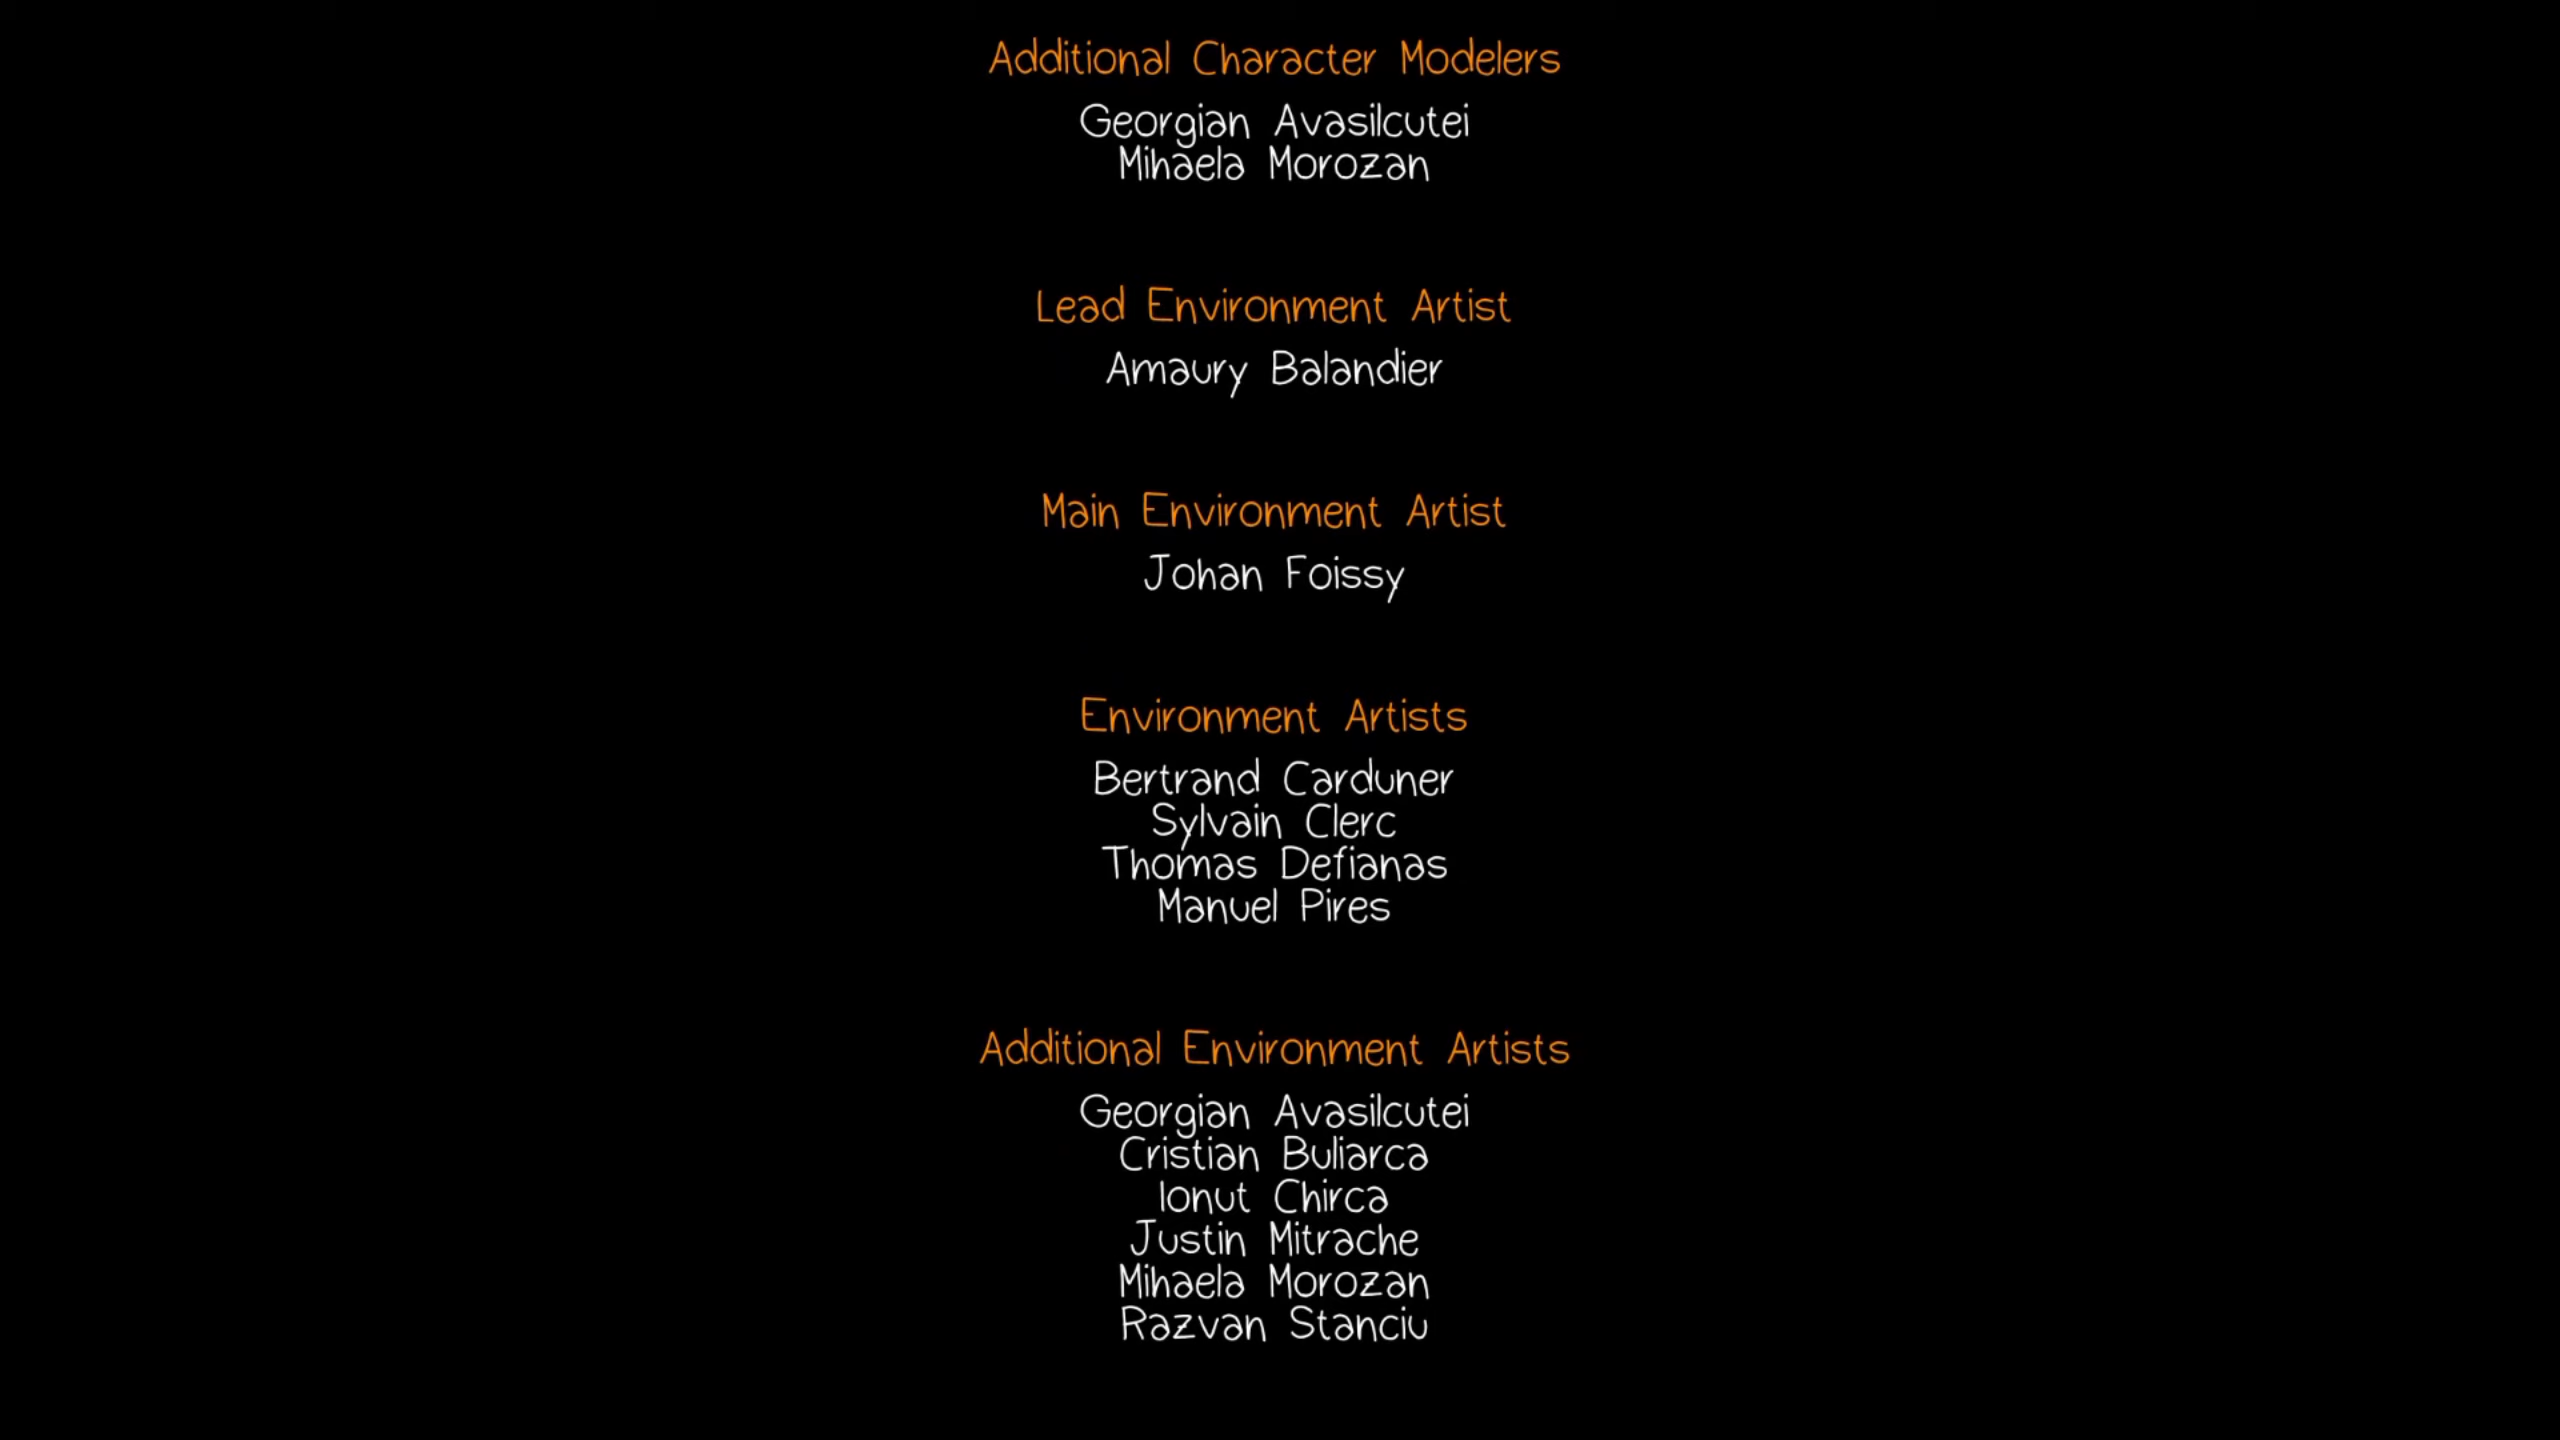 Additional Character Modelers
Georgian Avasilcutei
Mihaela Morozan
Lead Environment Artist
Amaury Balandier
Main Environment Artist
Johan Foissy
Environment Artists
Bertrand Carduner
Sylvain Clerc
Thomas Defianas
Manuel Pires
Additional Environment Artists
Georgian Avasilcutei
Cristian Buliarca
Ionut Chirca
Justin Mitrache
Mihaela Morozan
Razvan Stanciu